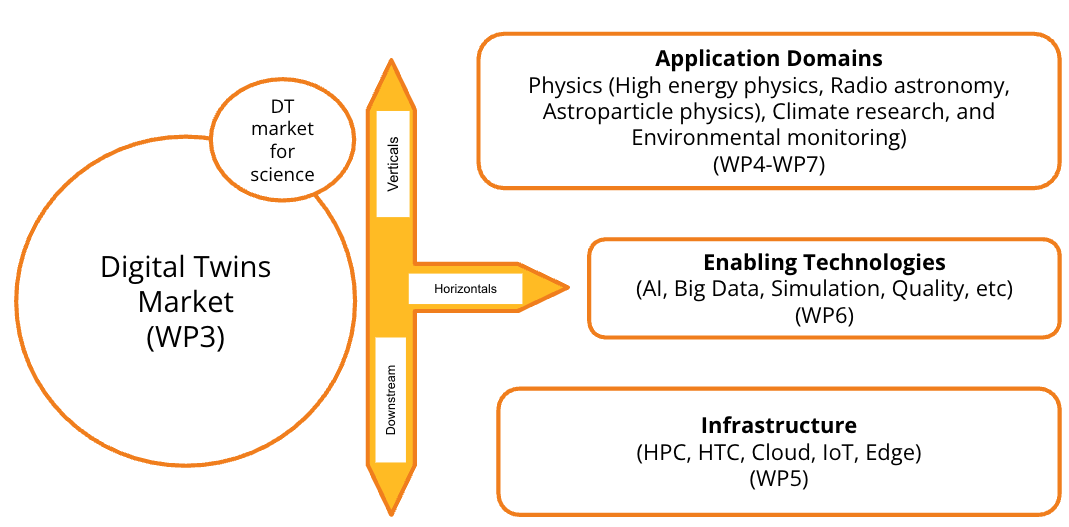 DT
market
for
science
Digital Twins
Market
(WP3)
Verticals
Horizontals
Downstream
Application Domains
Physics (High energy physics, Radio astronomy,
Astroparticle physics), Climate research, and
Environmental monitoring)
(WP4-WP7)
Enabling Technologies
(AI, Big Data, Simulation, Quality, etc)
(WP6)
Infrastructure
(HPC, HTC, Cloud, IoT, Edge)
(WP5)